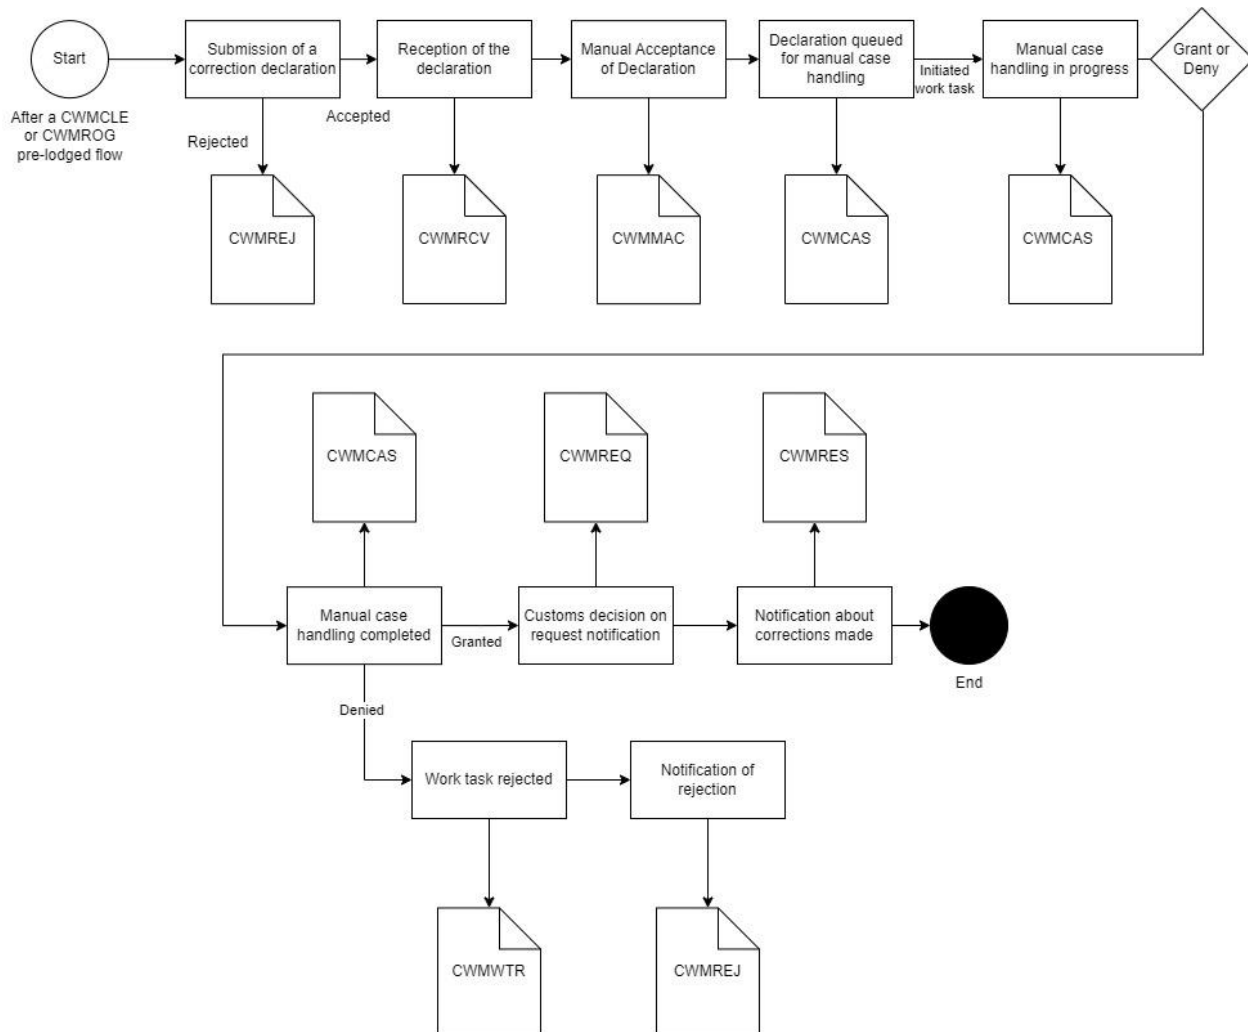 Start
After a CWMCLE
or CWMROG
pre-lodged flow
Submission of a
correction declaration
Rejected
CWMREJ
Accepted
Reception of the
declaration
CWMRCV
Manual Acceptance
of Declaration
CWMMAC
Declaration queued
for manual case
handling
CWMCAS
Initiated
work task
Manual case
handling in progress
CWMCAS
Grant or
Deny
CWMCAS
CWMREQ
CWMRES
Manual case
handling completed
Granted
Customs decision on
request notification
Notification about
corrections made
End
Denied
Work task rejected
Notification of
rejection
CWMWTR
CWMREJ